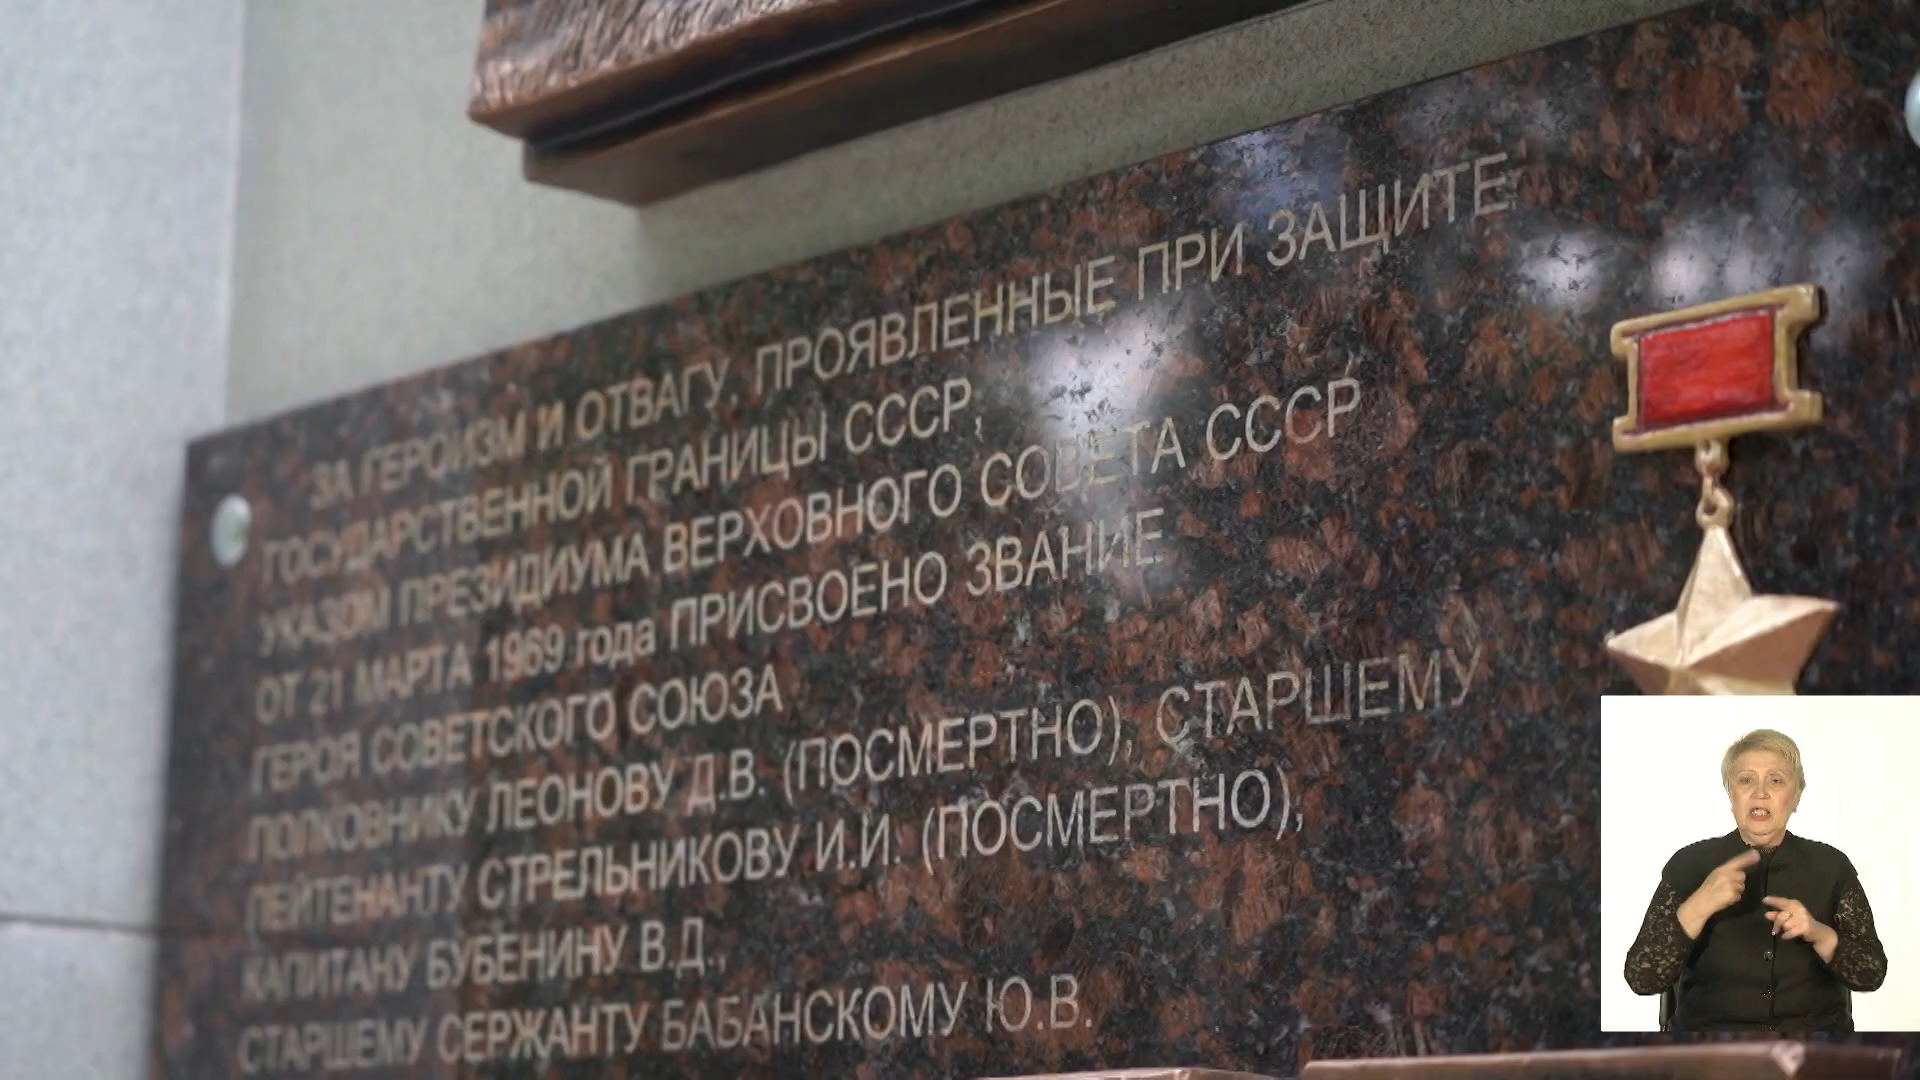 ЗА ГЕРОИЗМ И ОТВАГУ, ПРОЯВЛЕННЫЕ ПРИ ЗАЩИТЕ
ГОСУДАРСТВЕННОЙ ГРАНИЦЫ СССР,
УКАЗОМ ПРЕЗИДИУМА ВЕРХОВНОГО СОВЕТА СССР
ОТ 21 МАРТА 1969 года ПРИСВОЕНО ЗВАНИЕ
ГЕРОЯ СОВЕТСКОГО СОЮЗА
ПОЛКОВНИКУ ЛЕОНОВУ Д.В. (ПОСМЕРТНО), СТАРШЕМУ
ЛЕЙТЕНАНТУ СТРЕЛЬНИКОВУ И.И. (ПОСМЕРТНО),
КАПИТАНУ БУБЕНИНУ В.Д.,
СТАРШЕМУ СЕРЖАНТУ БАБАНСКОМУ Ю.В.